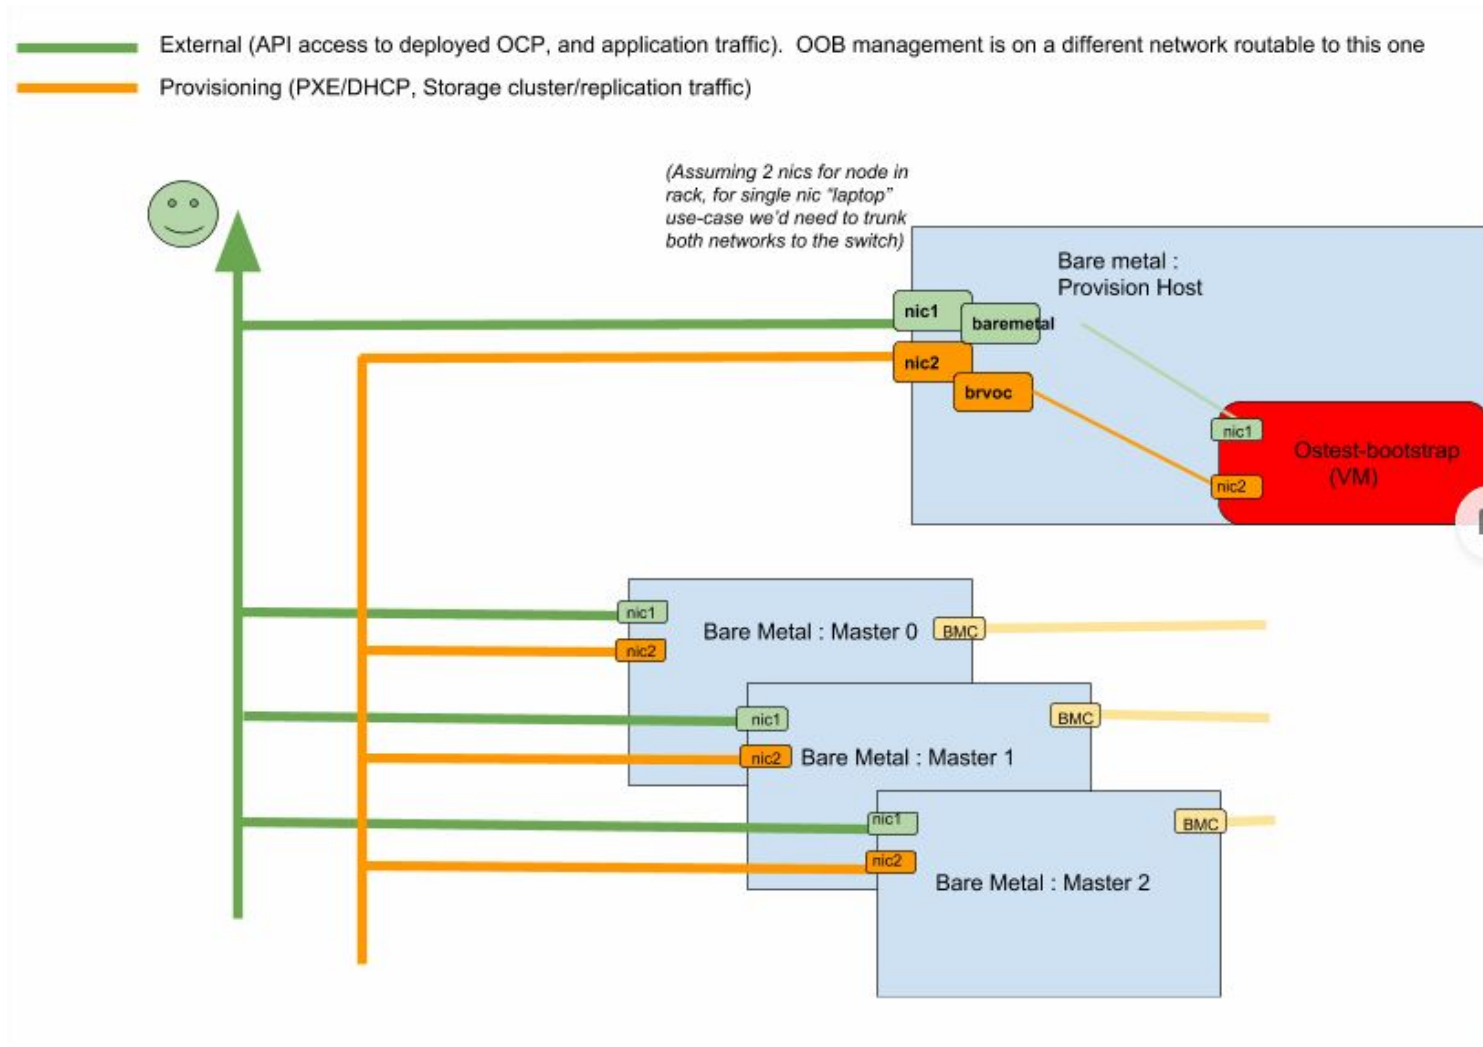 External (API access to deployed OCP, and application traffic).  OOB management is on a different network routable to this one
Provisioning (PXE/DHCP, Storage cluster/replication traffic)
(Assuming 2 nics for node in
rack, for single nic “laptop”
use-case we’d need to trunk
both networks to the switch)
Bare metal :
Provision Host
nic1
baremetal
nic2
brvoc
nic1
Ostest-bootstrap
(VM)
nic2
nic1
Bare Metal : Master 0
BMC
nic2
nic1
BMC
nic2
Bare Metal : Master 1
nic1
BMC
nic2
Bare Metal : Master 2